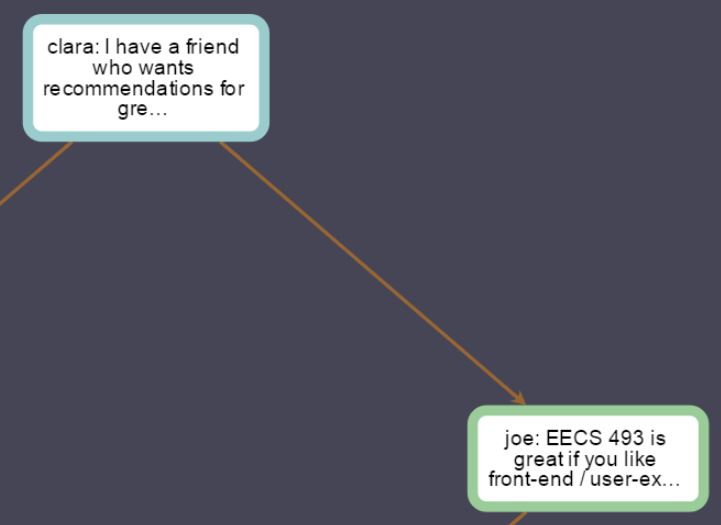 clara: I have a friend
who wants
recommendations for
gre...
joe: EECS 493 is
great if you like
front-end / user-ex...